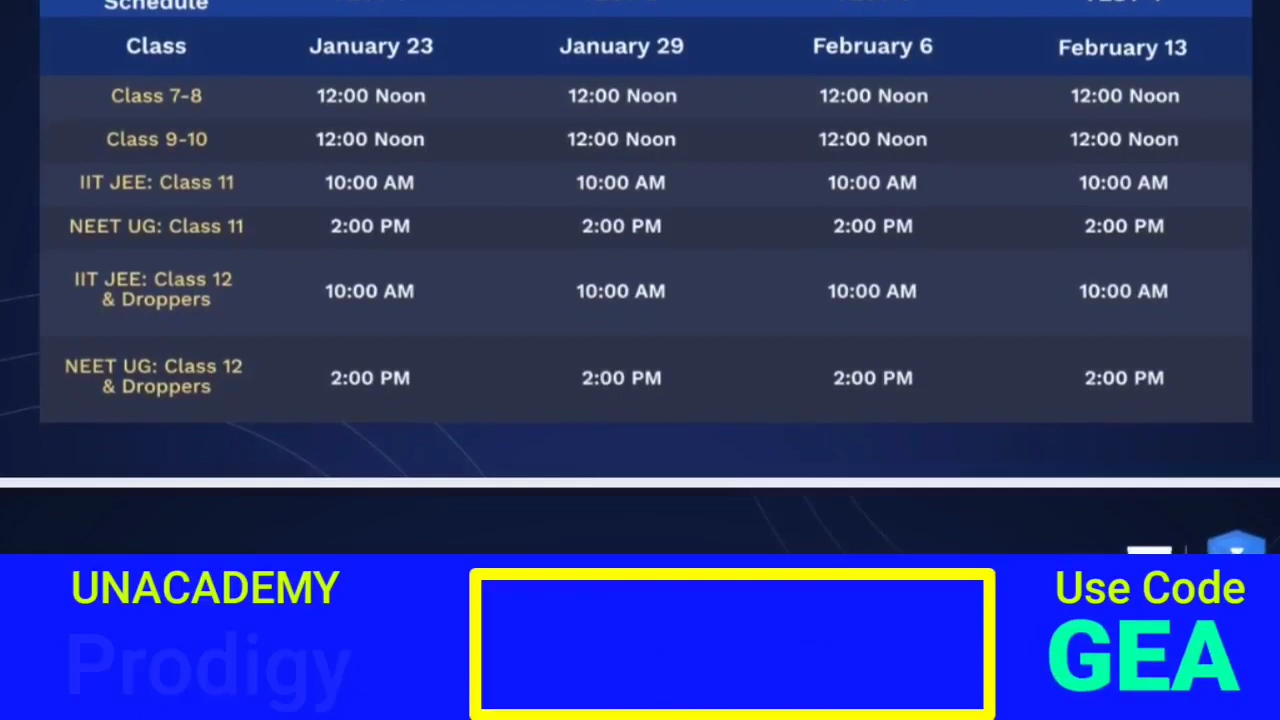 Schedule
Class January 23 January 29 February 6 February 13
Class 7-8 12:00 Noon 12:00 Noon 12:00 Noon 12:00 Noon
Class 9-10 12:00 Noon 12:00 Noon 12:00 Noon 12:00 Noon
IIT JEE: Class 11 10:00 AM 10:00 AM 10:00 AM 10:00 AM
NEET UG: Class 11 2:00 PM 2:00 PM 2:00 PM 2:00 PM
IIT JEE: Class 12
& Droppers 10:00 AM 10:00 AM 10:00 AM 10:00 AM
NEET UG: Class 12
& Droppers 2:00 PM 2:00 PM 2:00 PM 2:00 PM
UNACADEMY
Prodigy
Use Code
GEA